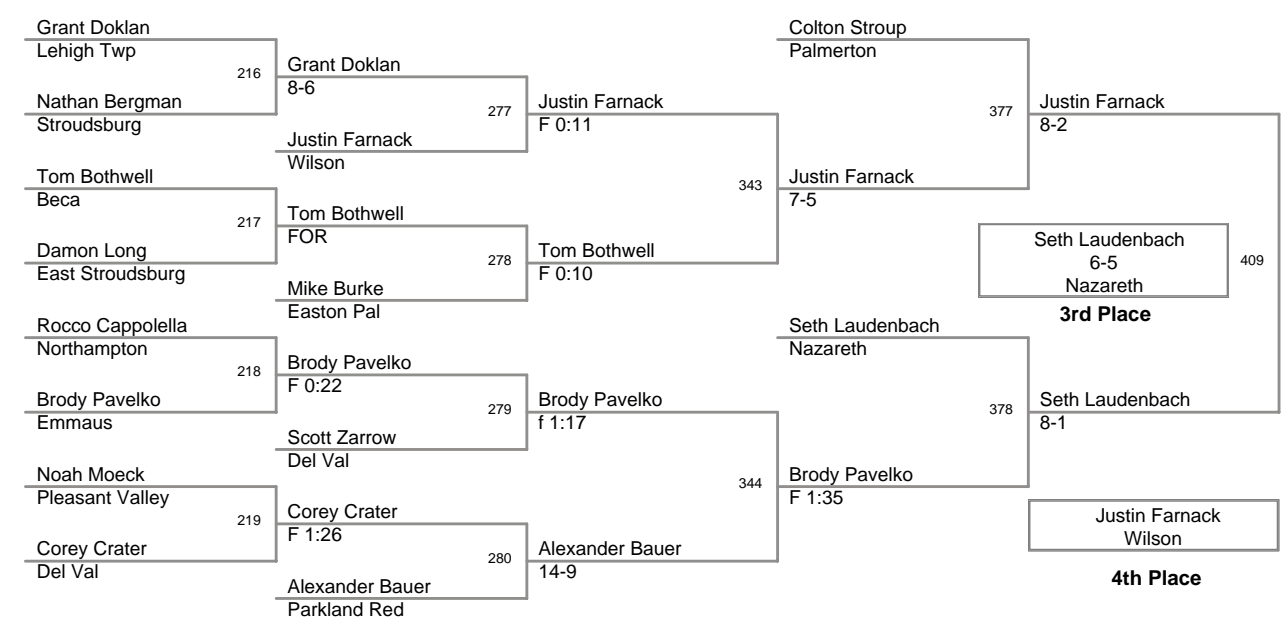 Grant Doklan
Lehigh Twp
216
Nathan Bergman
Stroudsburg
Tom Bothwell
Beca
217
Damon Long
East Stroudsburg
Rocco Cappolella
Northampton
218
Brody Pavelko
Emmaus
Noah Moeck
Pleasant Valley
219
Corey Crater
Del Val
Grant Doklan
8-6
277
Justin Farnack
Wilson
Tom Bothwell
FOR
278
Mike Burke
Easton Pal
Brody Pavelko
F 0:22
279
Scott Zarrow
Del Val
Corey Crater
F 1:26
280
Alexander Bauer
Parkland Red
Justin Farnack
F 0:11
343
Tom Bothwell
F 0:10
Brody Pavelko
f 1:17
344
Alexander Bauer
14-9
Colton Stroup
Palmerton
377
Justin Farnack
7-5
Seth Laudenbach
Nazareth
378
Brody Pavelko
F 1:35
Justin Farnack
8-2
409
Seth Laudenbach
8-1
Seth Laudenbach
6-5
Nazareth
3rd Place
Justin Farnack
Wilson
4th Place